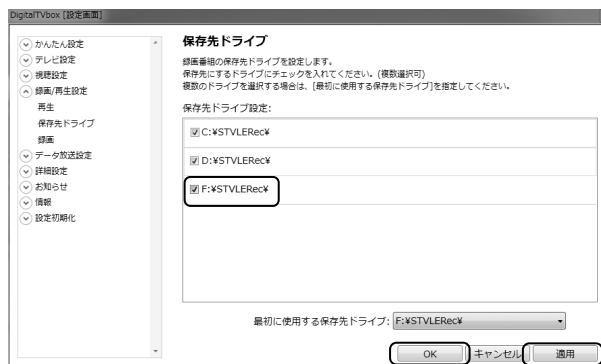 DigitalTVbox [設定画面]
かんたん設定
テレビ設定
視聴設定
録画/再生設定
再生
保存先ドライブ
録画
データ放送設定
詳細設定
お知らせ
情報
設定初期化
保存先ドライブ
録画番組の保存先ドライブを設定します。
保存先にするドライブにチェックを入れてください。(複数選択可)
複数のドライブを選択する場合は、[最初に使用する保存先ドライブ]を指定してください。
保存先ドライブ設定:
C:¥STVLERec¥
D:¥STVLERec¥
F:¥STVLERec¥
最初に使用する保存先ドライブ: F:¥STVLERec¥
OK キャンセル 適用